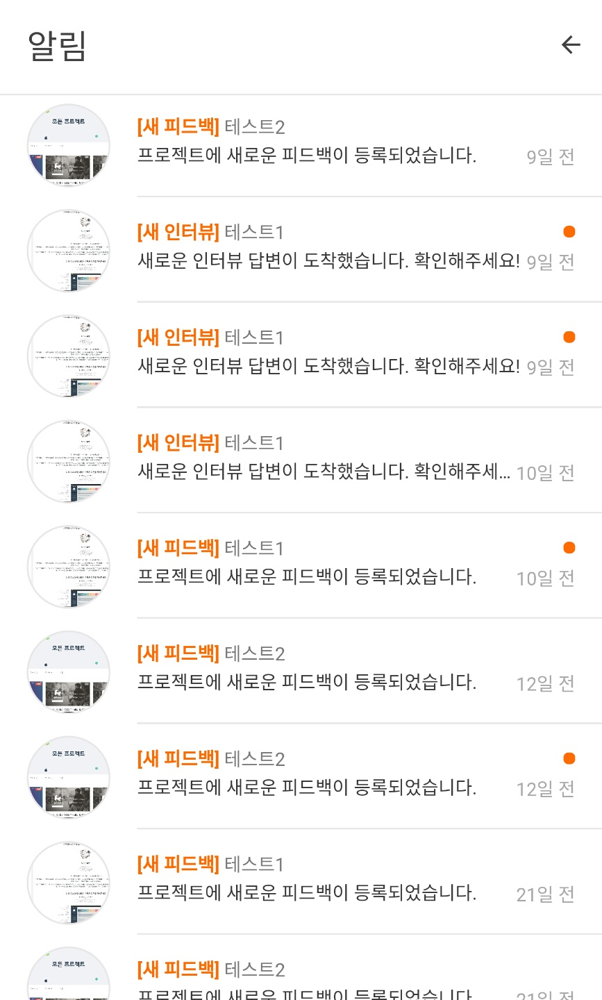 알림
모든 프로젝트
[새 피드백] 테스트2
프로젝트에 새로운 피드백이 등록되었습니다. 9일 전
[새 인터뷰] 테스트1
새로운 인터뷰 답변이 도착했습니다. 확인해주세요! 9일 전
[새 인터뷰] 테스트1
새로운 인터뷰 답변이 도착했습니다. 확인해주세요! 9일 전
[새 인터뷰] 테스트1
새로운 인터뷰 답변이 도착했습니다. 확인해주세... 10일 전
[새 피드백] 테스트1
프로젝트에 새로운 피드백이 등록되었습니다. 10일 전
모든 프로젝트
[새 피드백] 테스트2
프로젝트에 새로운 피드백이 등록되었습니다. 12일 전
모든 프로젝트
[새 피드백] 테스트2
프로젝트에 새로운 피드백이 등록되었습니다. 12일 전
[새 피드백] 테스트1
프로젝트에 새로운 피드백이 등록되었습니다. 21일 전
모든 프로젝트
[새 피드백] 테스트2
프로젝트에 새로운 피드백이 등록되었습니다. 21일 전